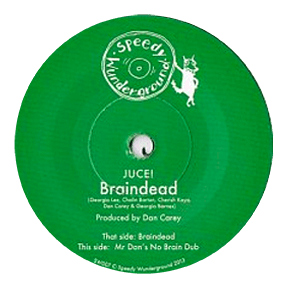 Speedy
Wunderground
JUCE!
Braindead
(Georgia Lee, Chalin Barton, Cherish Kaya,
Dan Carey & Georgia Barnes)
Produced by Dan Carey
That side: Braindead
This side: Mr Dan's No Brain Dub
© Speedy Wunderground 2013